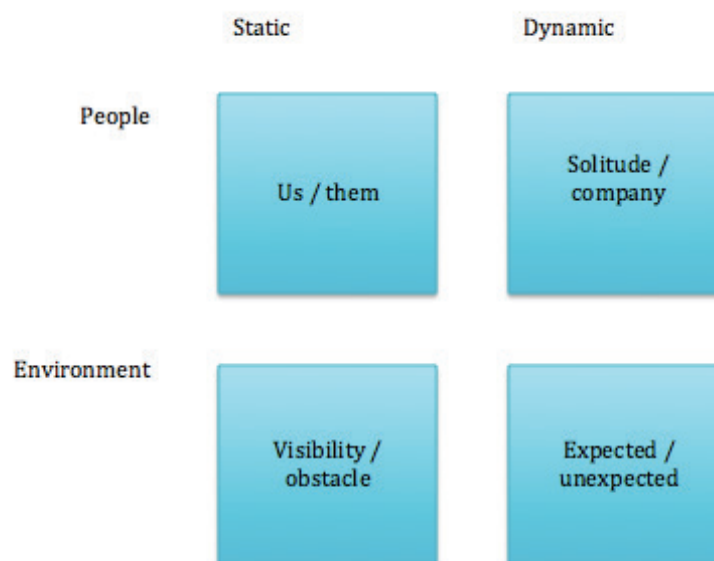 Static
Dynamic
People
Us / them
Solitude /
company
Environment
Visibility /
obstacle
Expected /
unexpected